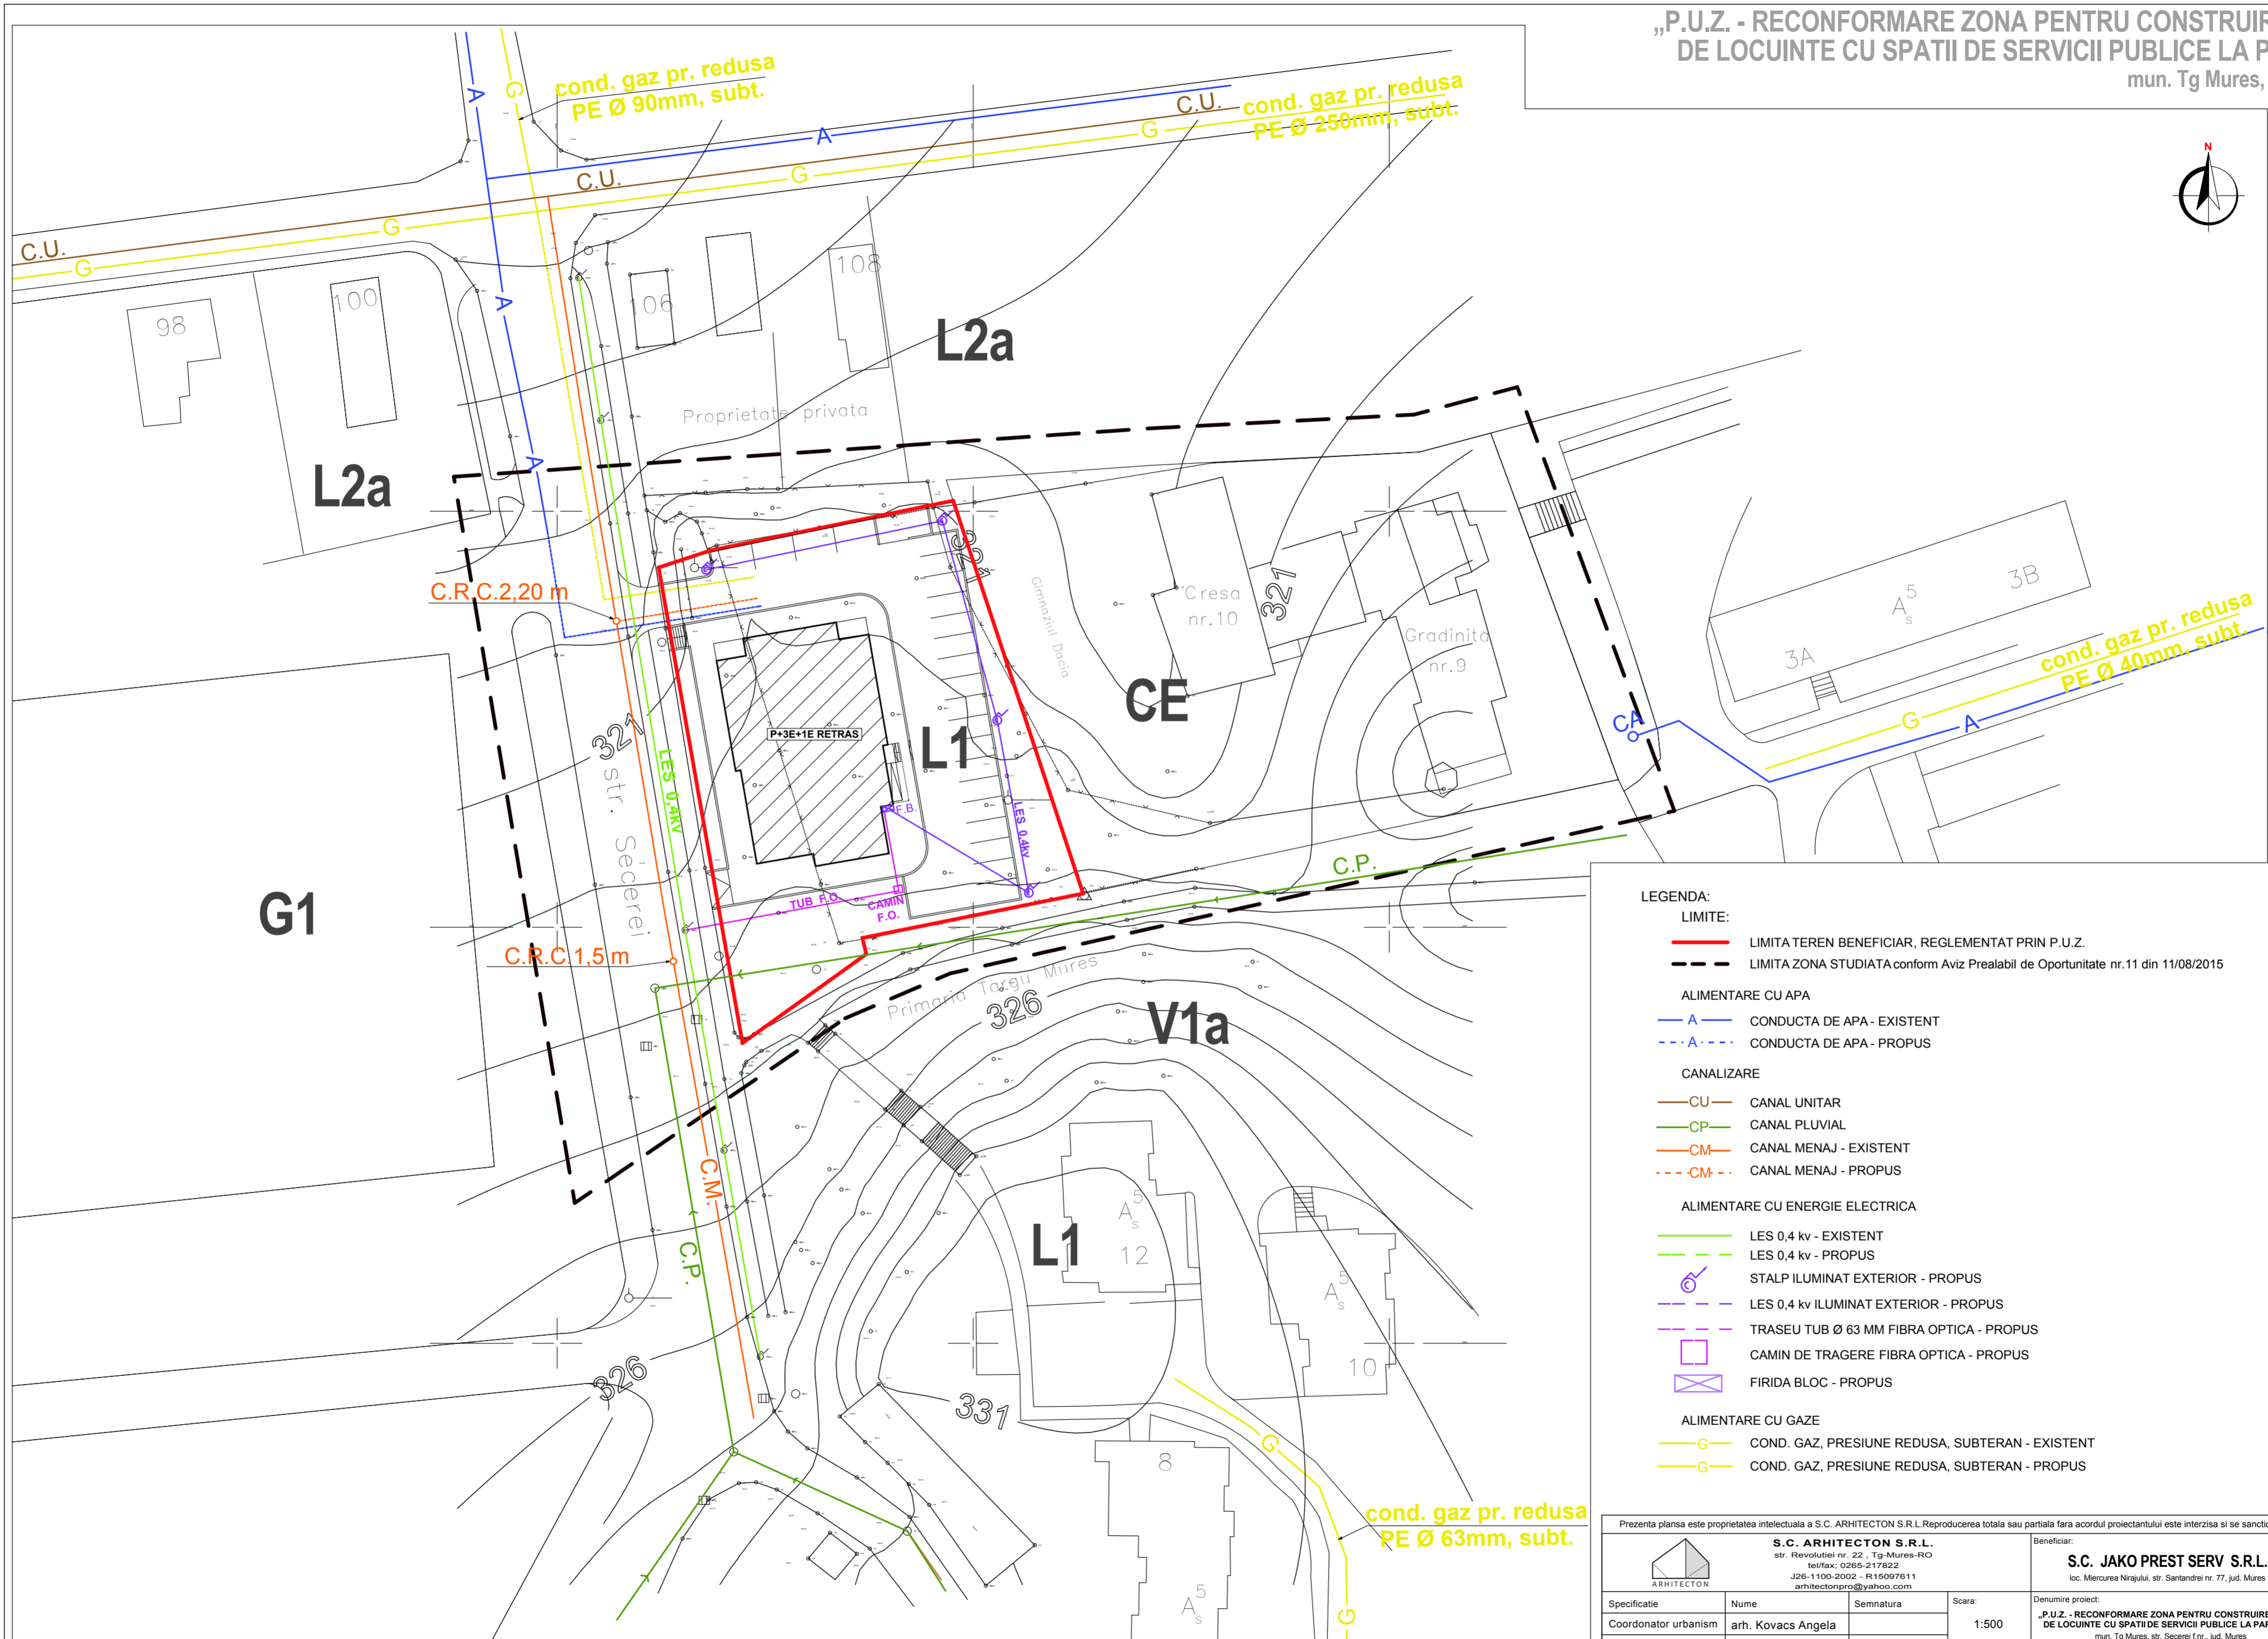 „P.U.Z. - RECONFORMARE ZONA PENTRU CONSTRUIR
DE LOCUINTE CU SPATII DE SERVICII PUBLICE LA P
mun. Tg Mures,
N
cond. gaz pr. redusa
PE Ø 90mm, subt.
cond. gaz pr. redusa
PE Ø 250mm, subt.
A
G
C.U.
A
G
C.U.
G
C.U.
G
G
A
A
98
100
106
108
L2a
L2a
Proprietate privata
C.R.C.2,20 m
Cresa
nr.10
321
Gimnaziul Dacia
Gradinita
nr.9
CE
A5s
3B
3A
cond. gaz pr. redusa
PE Ø 40mm, subt.
CA
G
A
321
LES 0,4kv
P+3E+1E RETRAS
L1
F.B.
LES 0,4kv
str. Secerei
G1
TUB F.O.
CAMIN
F.O.
C.P.
C.R.C.1,5 m
Primaria Targu Mures
326
V1a
C.M.
C.P.
L1
A5s
12
A5s
10
326
331
8
G
A5s
cond. gaz pr. redusa
PE Ø 63mm, subt.
G
LEGENDA:
LIMITE:
LIMITA TEREN BENEFICIAR, REGLEMENTAT PRIN P.U.Z.
LIMITA ZONA STUDIATA conform Aviz Prealabil de Oportunitate nr.11 din 11/08/2015
ALIMENTARE CU APA
A CONDUCTA DE APA - EXISTENT
A CONDUCTA DE APA - PROPUS
CANALIZARE
CU CANAL UNITAR
CP CANAL PLUVIAL
CM CANAL MENAJ - EXISTENT
CM CANAL MENAJ - PROPUS
ALIMENTARE CU ENERGIE ELECTRICA
LES 0,4 kv - EXISTENT
LES 0,4 kv - PROPUS
STALP ILUMINAT EXTERIOR - PROPUS
LES 0,4 kv ILUMINAT EXTERIOR - PROPUS
TRASEU TUB Ø 63 MM FIBRA OPTICA - PROPUS
CAMIN DE TRAGERE FIBRA OPTICA - PROPUS
FIRIDA BLOC - PROPUS
ALIMENTARE CU GAZE
G COND. GAZ, PRESIUNE REDUSA, SUBTERAN - EXISTENT
G COND. GAZ, PRESIUNE REDUSA, SUBTERAN - PROPUS
Prezenta plansa este proprietatea intelectuala a S.C. ARHITECTON S.R.L.Reproducerea totala sau partiala fara acordul proiectantului este interzisa si se sanctio
ARHITECTON
S.C. ARHITECTON S.R.L.
str. Revolutiei nr. 22 , Tg-Mures-RO
tel/fax; 0265-217822
J26-1100-2002 - R15097611
arhitectonpro@yahoo.com
Beneficiar:
S.C. JAKO PREST SERV S.R.L.
loc. Miercurea Nirajului, str. Santandrei nr. 77, jud. Mures
Specificatie Nume Semnatura
Coordonator urbanism arh. Kovacs Angela
Scara:
1:500
Denumire proiect:
„P.U.Z. - RECONFORMARE ZONA PENTRU CONSTRUIRE
DE LOCUINTE CU SPATII DE SERVICII PUBLICE LA PAR
mun. Tg Mures, str. Secerei f.nr., jud. Mures